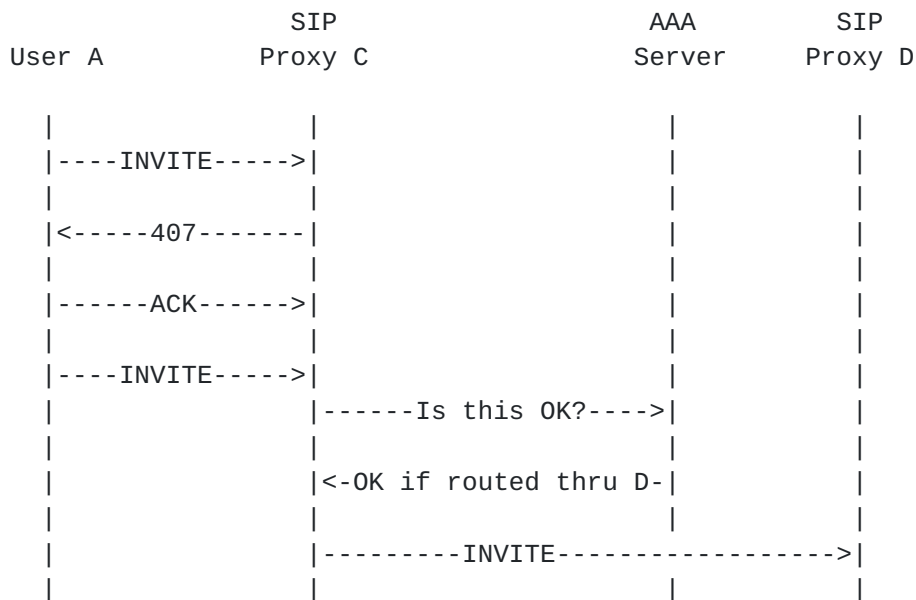 SIP                    AAA         SIP
User A          Proxy C                 Server     Proxy D

  |                |                      |           |
  |----INVITE----->|                      |           |
  |                |                      |           |
  |<-----407-------|                      |           |
  |                |                      |           |
  |------ACK------>|                      |           |
  |                |                      |           |
  |----INVITE----->|                      |           |
  |                |------Is this OK?---->|           |
  |                |                      |           |
  |                |<-OK if routed thru D-|           |
  |                |                      |           |
  |                |---------INVITE------------------>|
  |                |                      |           |